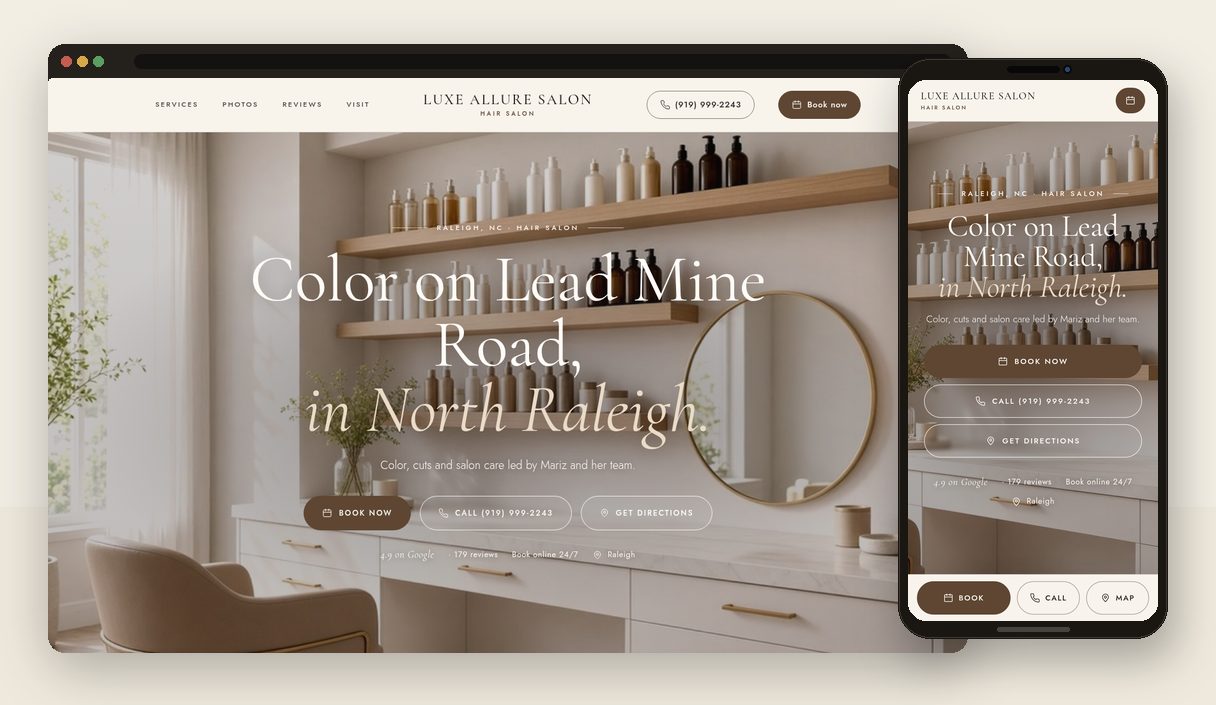 SERVICES PHOTOS REVIEWS VISIT
LUXE ALLURE SALON
HAIR SALON
(919) 999-2243
Book now
RALEIGH, NC · HAIR SALON
Color on Lead Mine
Road,
in North Raleigh.
Color, cuts and salon care led by Mariz and her team.
BOOK NOW
CALL (919) 999-2243
GET DIRECTIONS
4.9 on Google · 179 reviews Book online 24/7 Raleigh
LUXE ALLURE SALON
HAIR SALON
RALEIGH, NC · HAIR SALON
Color on Lead
Mine Road,
in North Raleigh.
Color, cuts and salon care led by Mariz and her team.
BOOK NOW
CALL (919) 999-2243
GET DIRECTIONS
4.9 on Google · 179 reviews Book online 24/7
Raleigh
BOOK
CALL
MAP